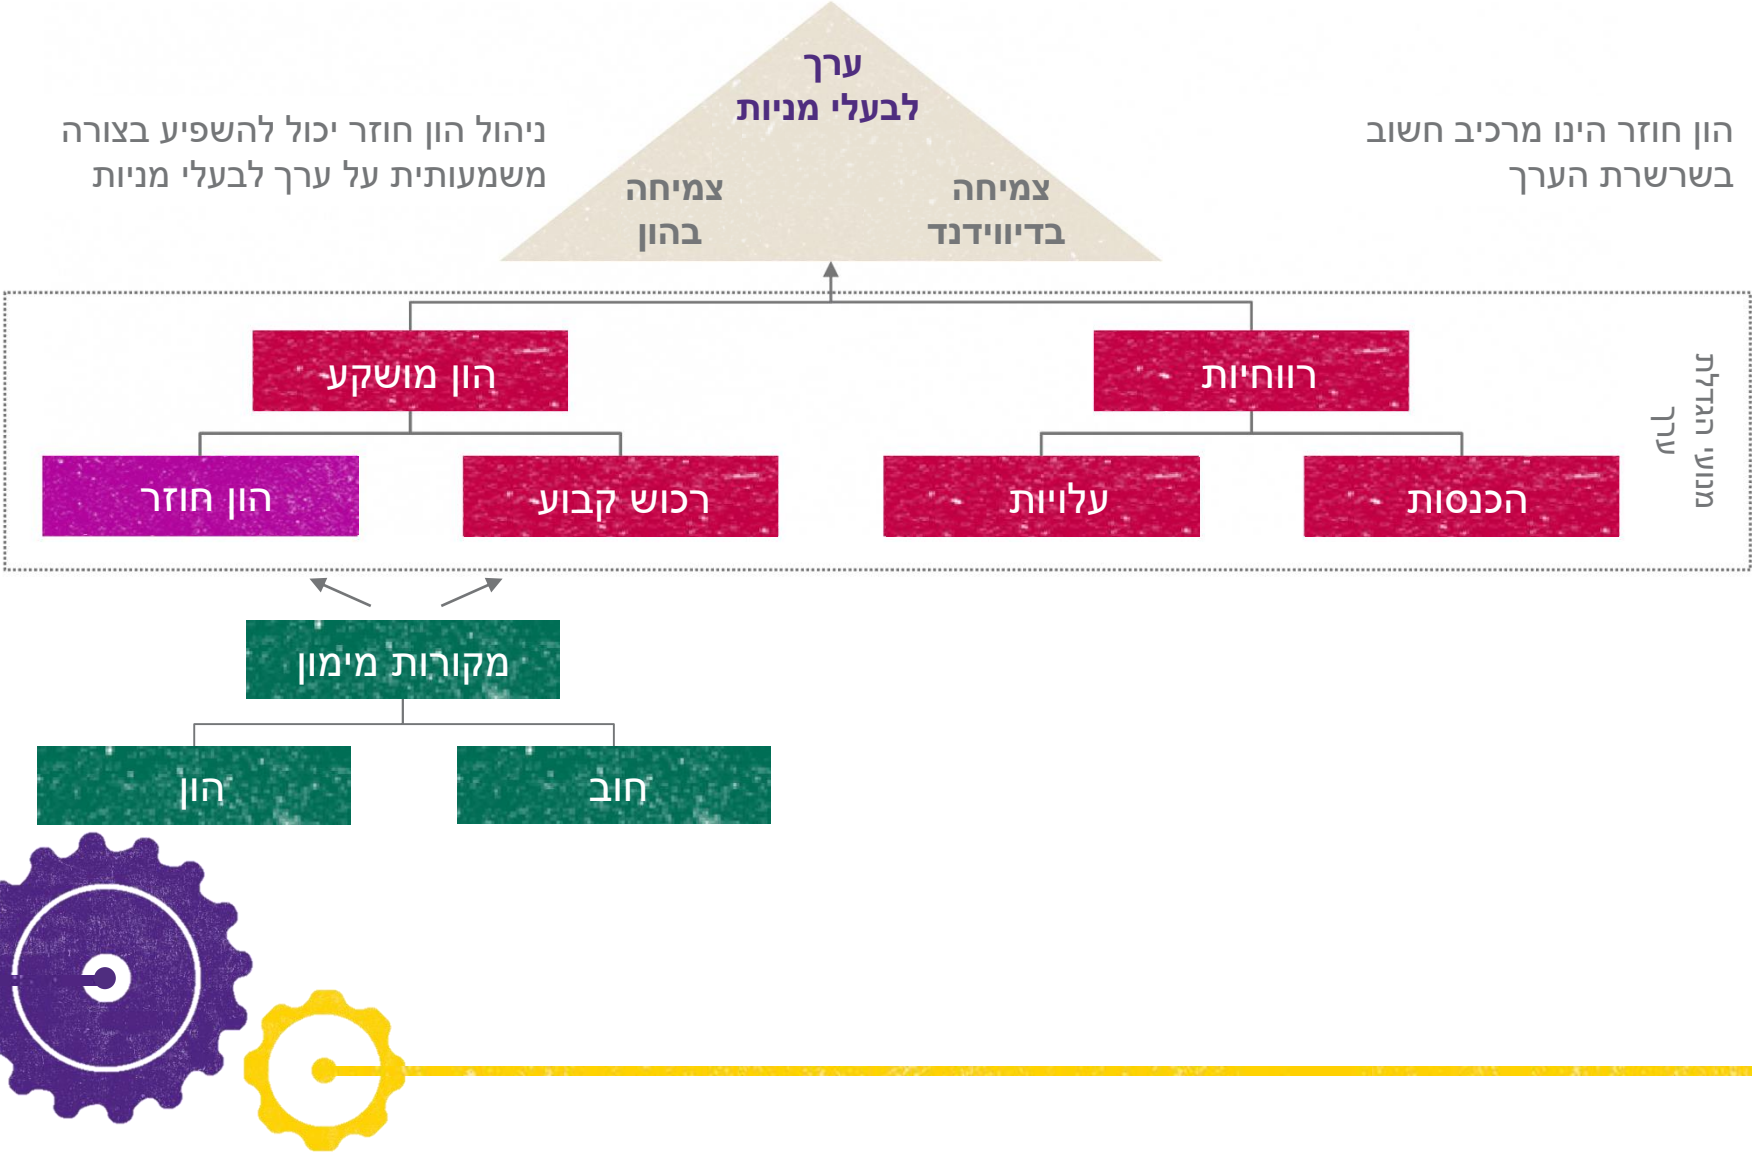 ערך
לבעלי מניות
הון חוזר הינו מרכיב חשוב
בשרשרת הערך
ניהול הון חוזר יכול להשפיע בצורה
משמעותית על ערך לבעלי מניות
צמיחה
בדיווידנד
צמיחה
בהון
מנועי הגדלת
ערך
רווחיות
הון מושקע
הכנסות
עלויות
רכוש קבוע
הון חוזר
מקורות מימון
חוב
הון